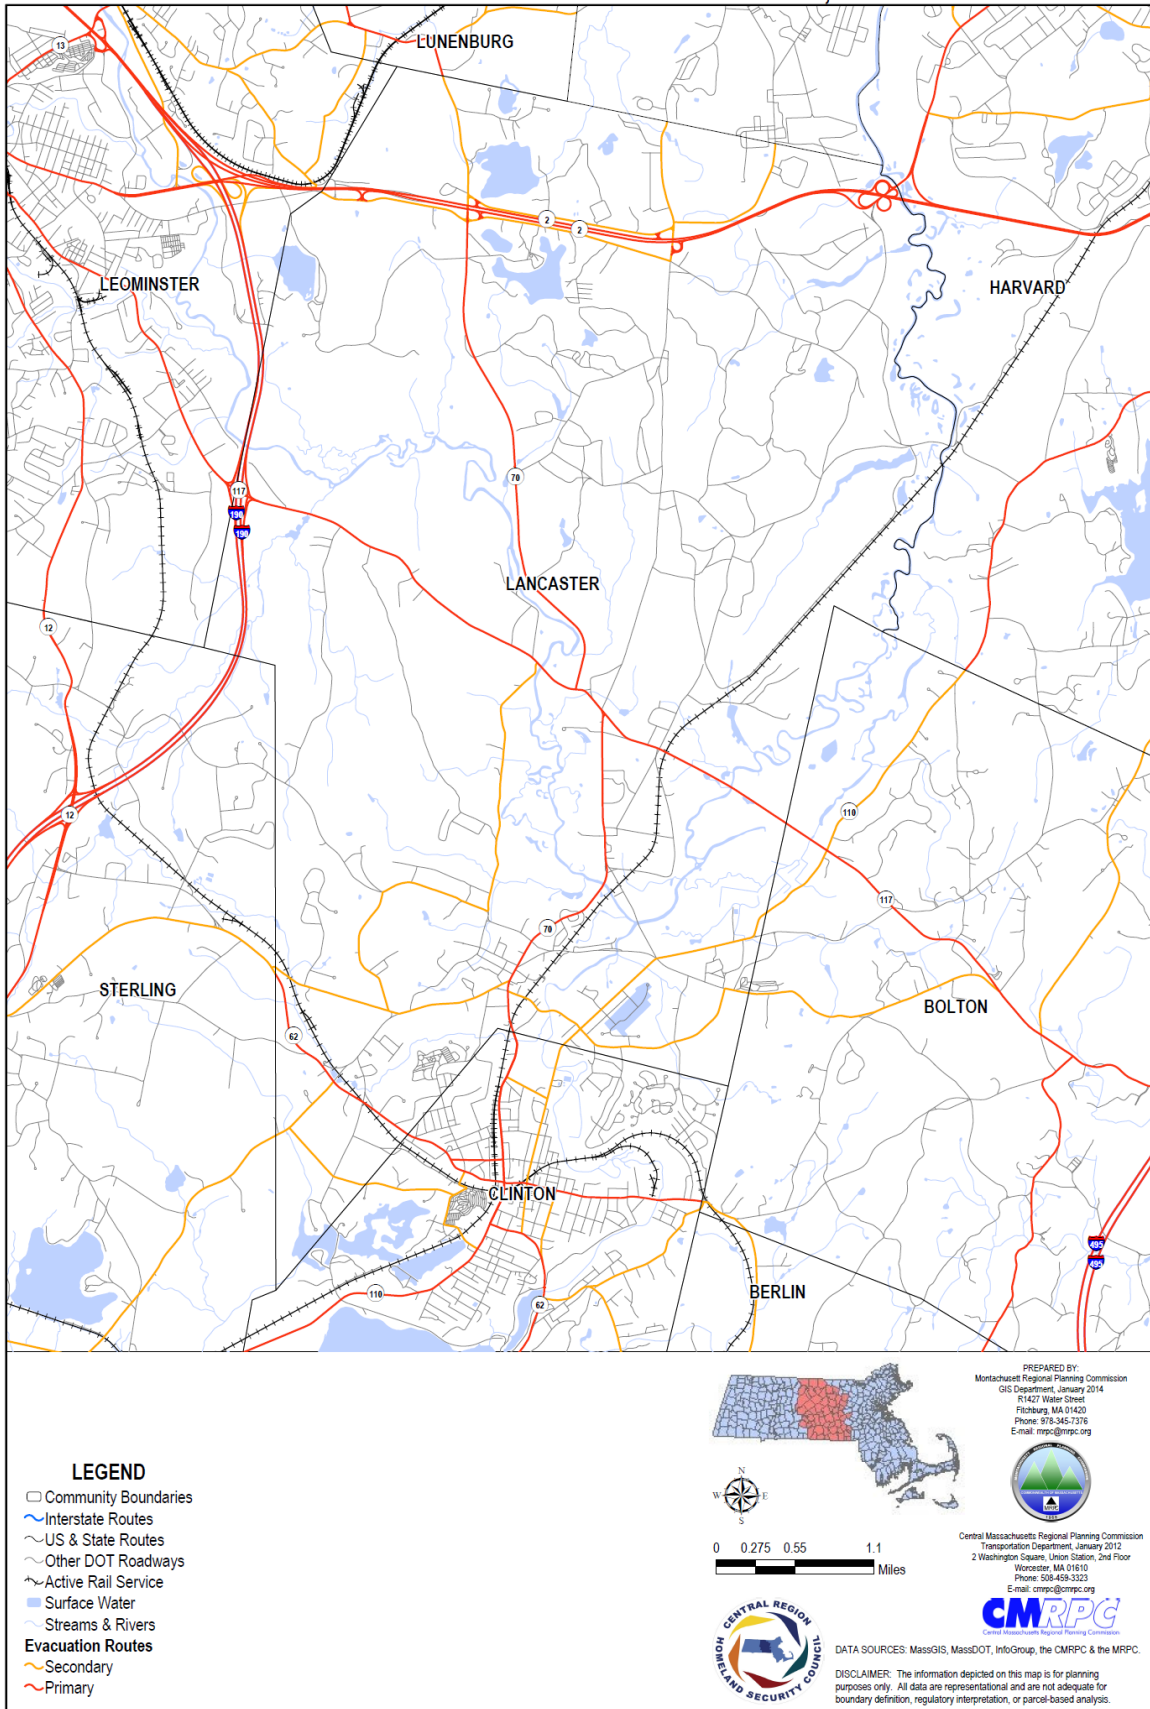 LUNENBURG
13
2
2
LEOMINSTER
HARVARD
70
117
190
190
LANCASTER
12
12
110
117
70
STERLING
BOLTON
62
CLINTON
495
495
BERLIN
110
62
LEGEND
Community Boundaries
Interstate Routes
US & State Routes
Other DOT Roadways
Active Rail Service
Surface Water
Streams & Rivers
Evacuation Routes
Secondary
Primary
N
W E
S
0 0.275 0.55 1.1
Miles
CENTRAL REGION
HOMELAND SECURITY COUNCIL
PREPARED BY:
Montachusett Regional Planning Commission
GIS Department, January 2014
R1427 Water Street
Fitchburg, MA 01420
Phone: 978-345-7376
E-mail: mrpc@mrpc.org
MRPC
Central Massachusetts Regional Planning Commission
Transportation Department, January 2012
2 Washington Square, Union Station, 2nd Floor
Worcester, MA 01610
Phone: 508-459-3323
E-mail: cmrpc@cmrpc.org
CMRPC
Central Massachusetts Regional Planning Commission
DATA SOURCES: MassGIS, MassDOT, InfoGroup, the CMRPC & the MRPC.
DISCLAIMER: The information depicted on this map is for planning
purposes only. All data are representational and are not adequate for
boundary definition, regulatory interpretation, or parcel-based analysis.